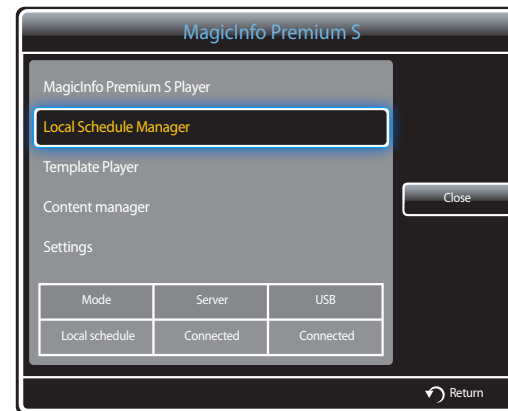 MagicInfo Premium S
MagicInfo Premium S Player
Local Schedule Manager
Template Player
Content manager
Settings
Close
Mode Server USB
Local schedule Connected Connected
Return